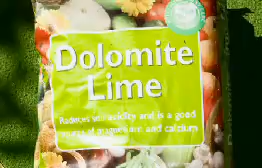 Dolomite
Lime
Reduces soil acidity and is a good
source of magnesium and calcium